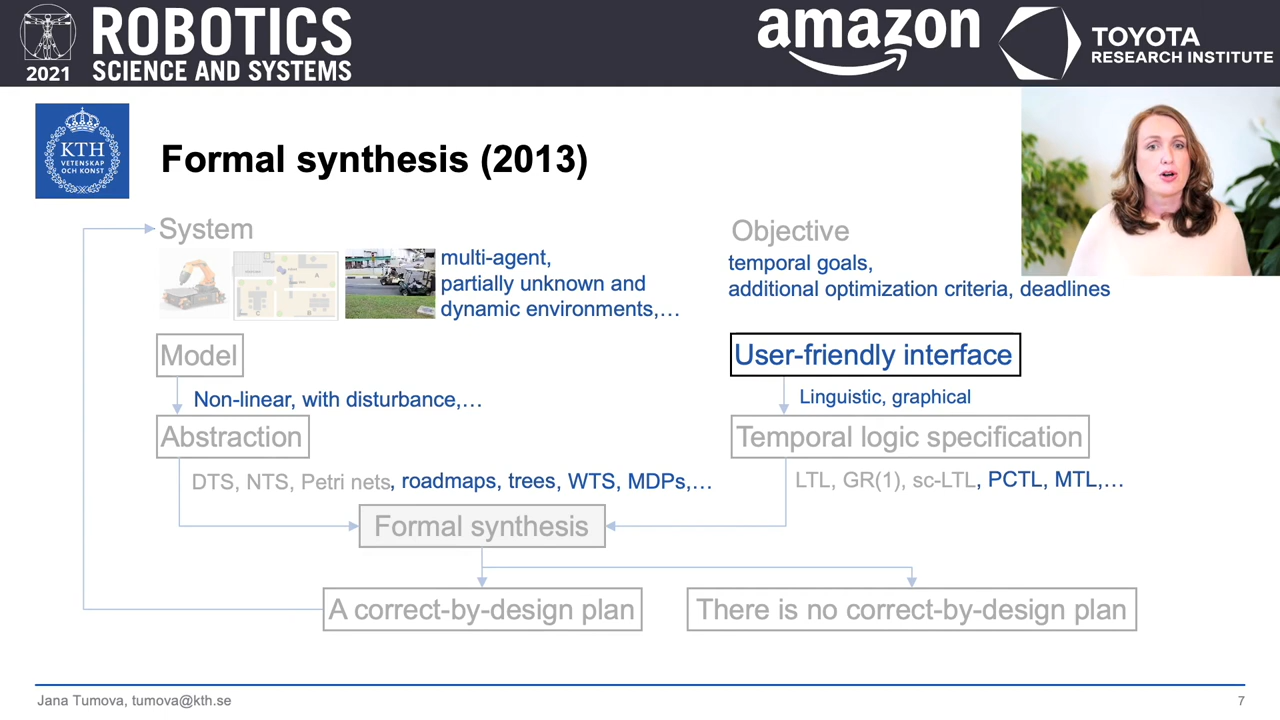 ROBOTICS
SCIENCE AND SYSTEMS
2021
amazon
TOYOTA
RESEARCH INSTITUTE
KTH
VETENSKAP
OCH KONST
Formal synthesis (2013)
System
multi-agent,
partially unknown and
dynamic environments,…
Objective
temporal goals,
additional optimization criteria, deadlines
Model
User-friendly interface
Non-linear, with disturbance,…
Linguistic, graphical
Abstraction
Temporal logic specification
DTS, NTS, Petri nets, roadmaps, trees, WTS, MDPs,…
LTL, GR(1), sc-LTL, PCTL, MTL,…
Formal synthesis
A correct-by-design plan
There is no correct-by-design plan
Jana Tumova, tumova@kth.se
7